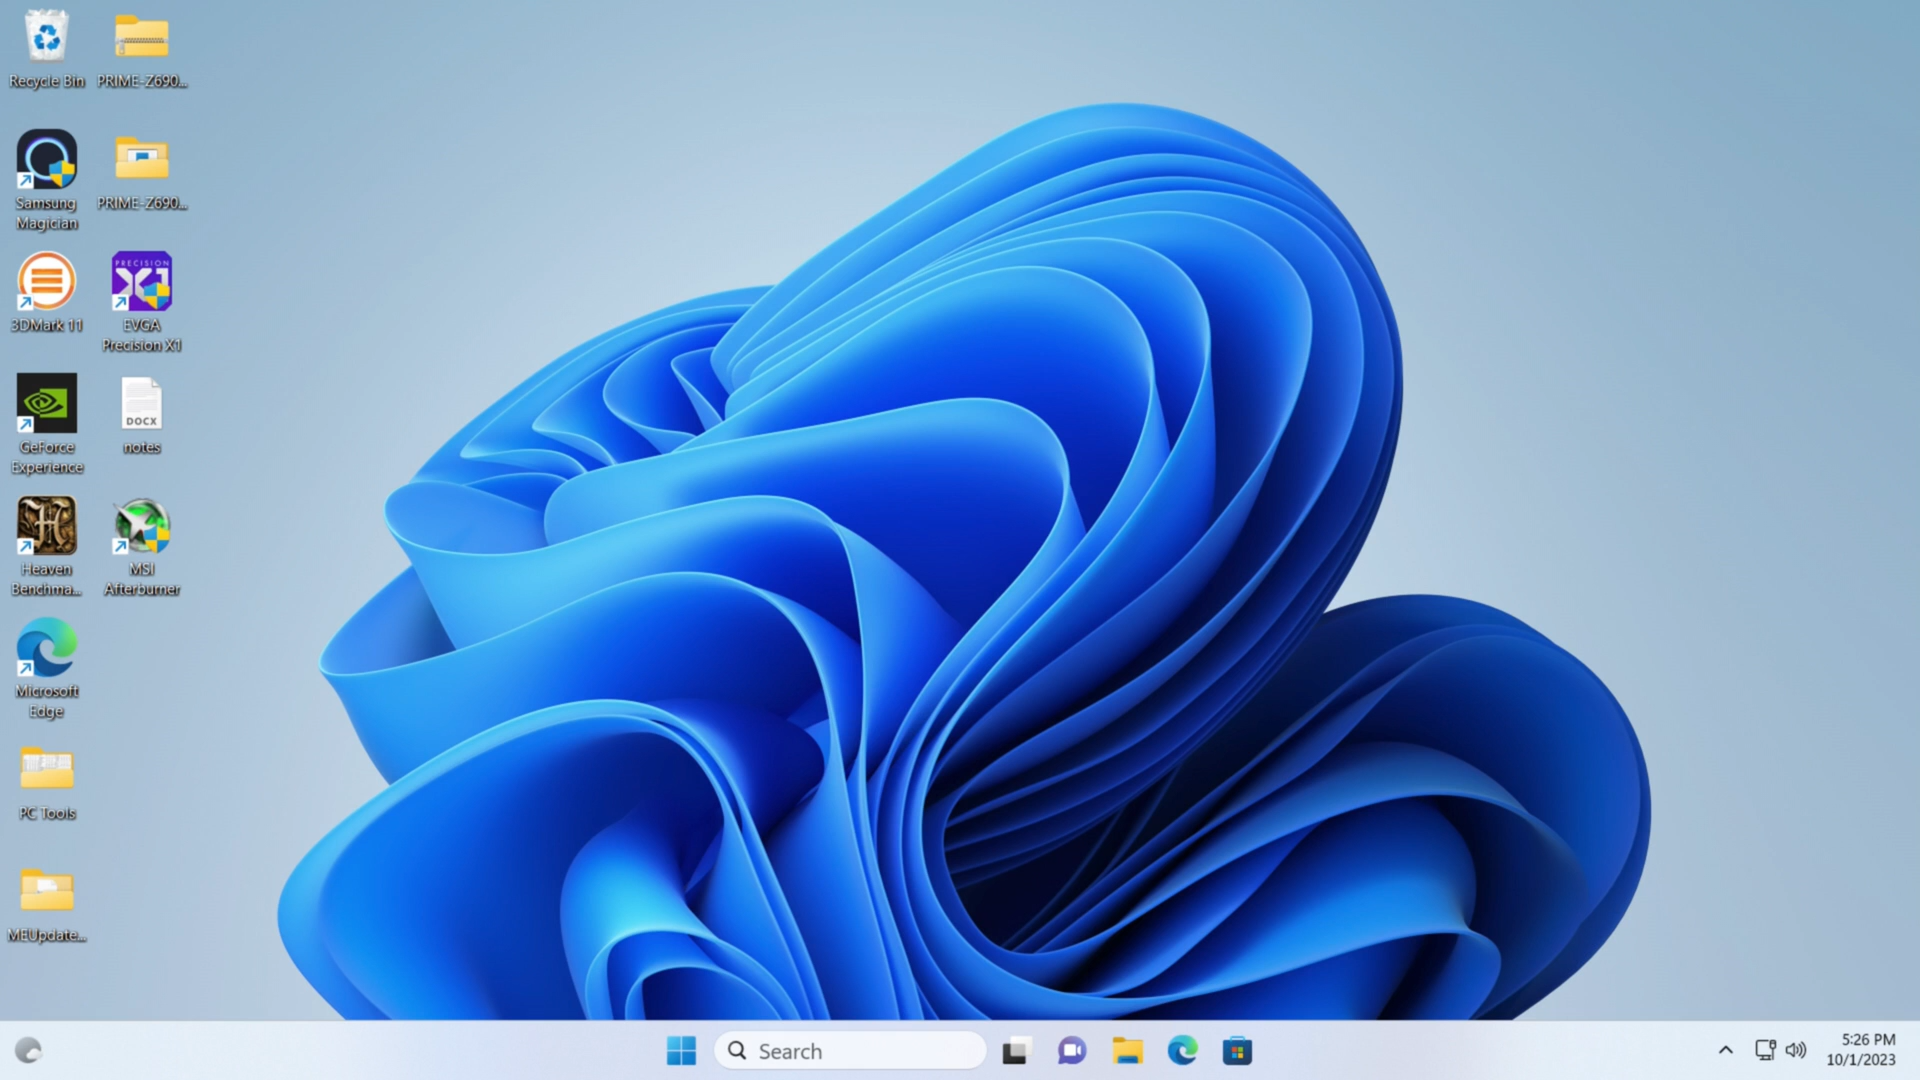 Recycle Bin
PRIME-Z690...
Samsung
Magician
PRIME-Z690...
3DMark 11
PRECISION
X1
EVGA
Precision X1
GeForce
Experience
DOCX
notes
Heaven
Benchma...
MSI
Afterburner
Microsoft
Edge
PC Tools
MEUpdate...
Search
5:26 PM
10/1/2023